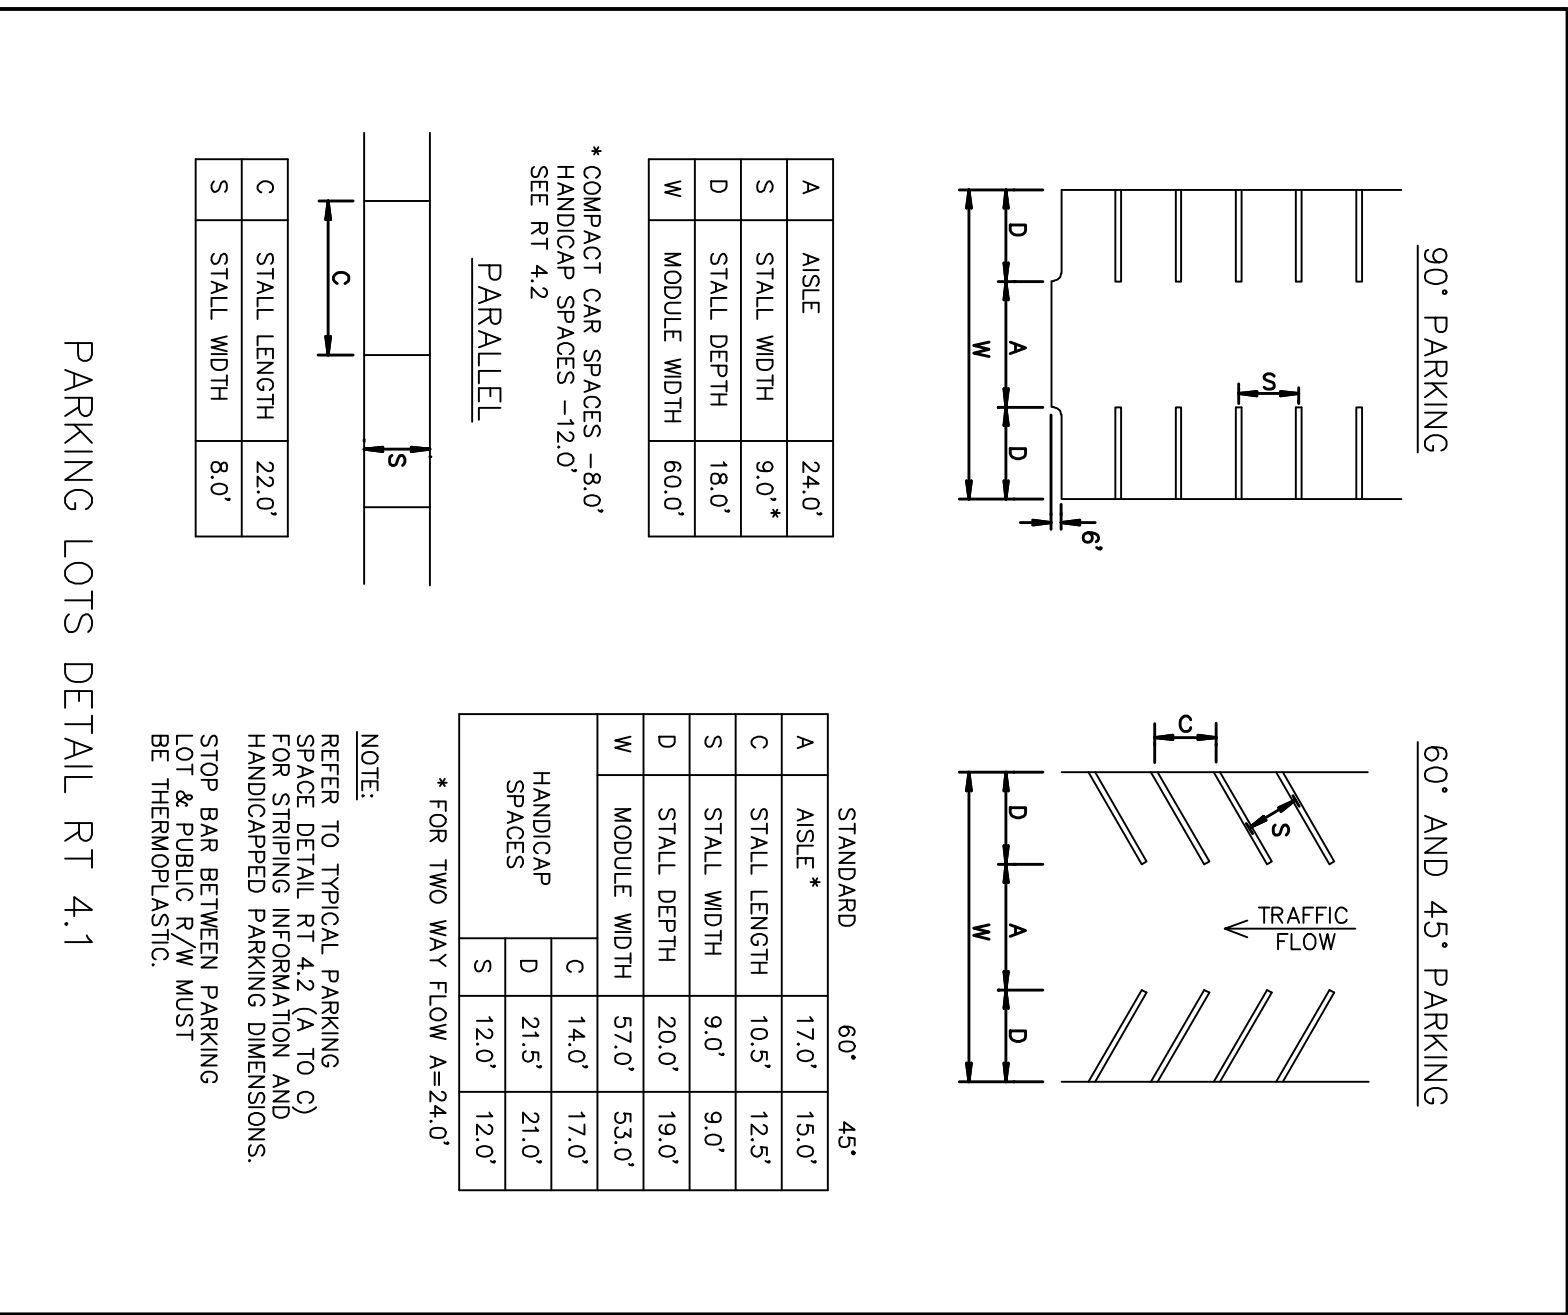 90° PARKING
D A D
W
S
6'
A AISLE 24.0'
S STALL WIDTH 9.0'*
D STALL DEPTH 18.0'
W MODULE WIDTH 60.0'
* COMPACT CAR SPACES -8.0'
HANDICAP SPACES -12.0'
SEE RT 4.2
PARALLEL
C
S
C STALL LENGTH 22.0'
S STALL WIDTH 8.0'
60° AND 45° PARKING
C
S
TRAFFIC
FLOW
D A D
W
STANDARD 60° 45°
A AISLE* 17.0' 15.0'
C STALL LENGTH 10.5' 12.5'
S STALL WIDTH 9.0' 9.0'
D STALL DEPTH 20.0' 19.0'
W MODULE WIDTH 57.0' 53.0'
HANDICAP
SPACES
C 14.0' 17.0'
D 21.5' 21.0'
S 12.0' 12.0'
* FOR TWO WAY FLOW A=24.0'
NOTE:
REFER TO TYPICAL PARKING
SPACE DETAIL RT 4.2 (A TO C)
FOR STRIPING INFORMATION AND
HANDICAPPED PARKING DIMENSIONS.
STOP BAR BETWEEN PARKING
LOT & PUBLIC R/W MUST
BE THERMOPLASTIC.
PARKING LOTS DETAIL RT 4.1